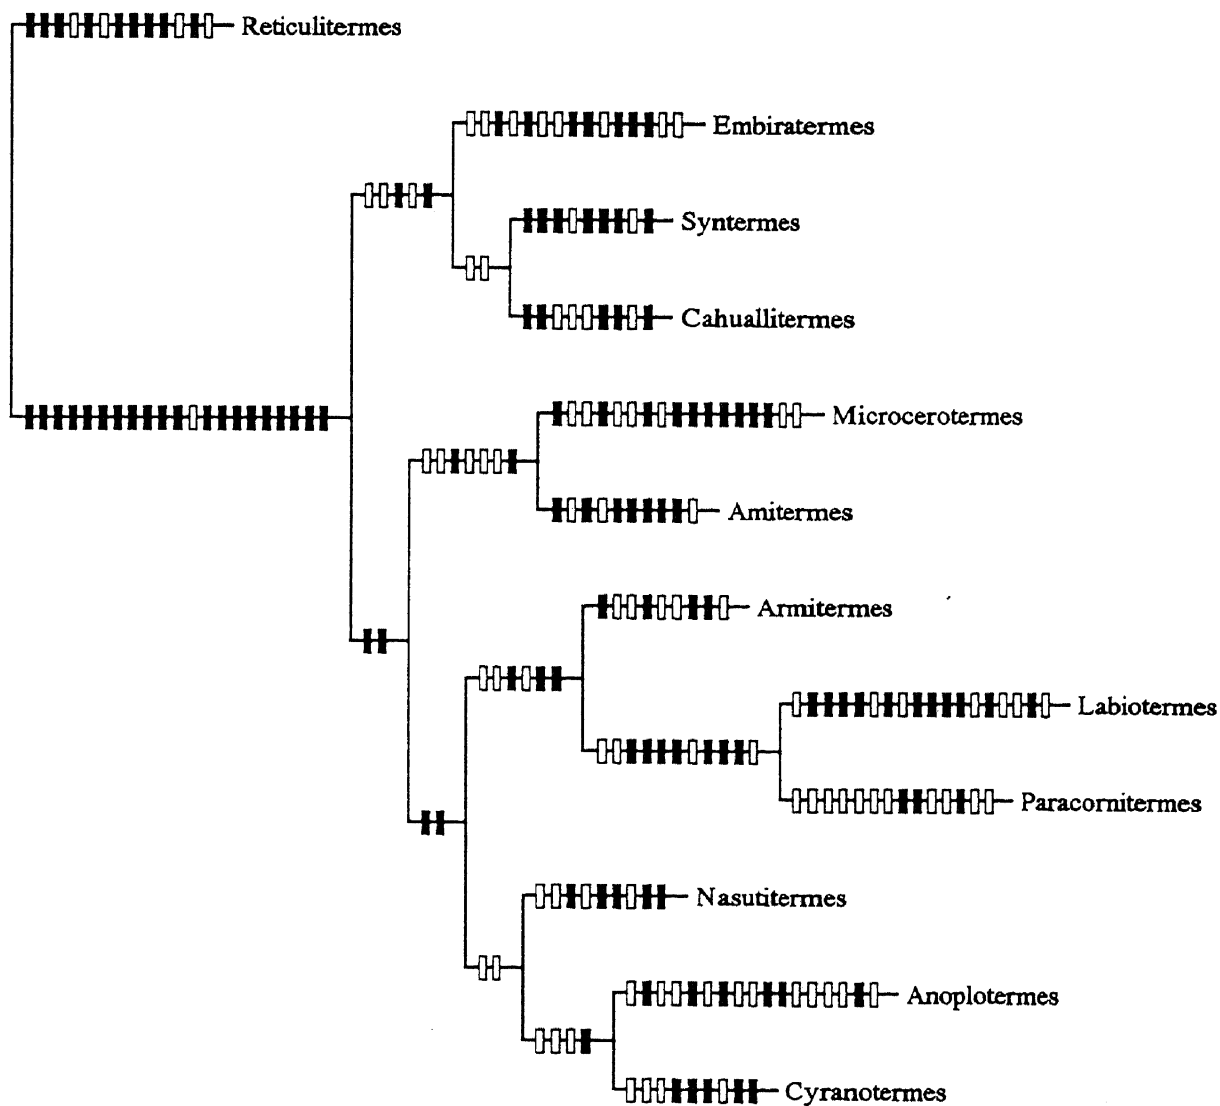 Reticulitermes
Embiratermes
Syntermes
Cahuallitermes
Microcerotermes
Amitermes
Armitermes
Labiotermes
Paracornitermes
Nasutitermes
Anoplotermes
Cyranotermes